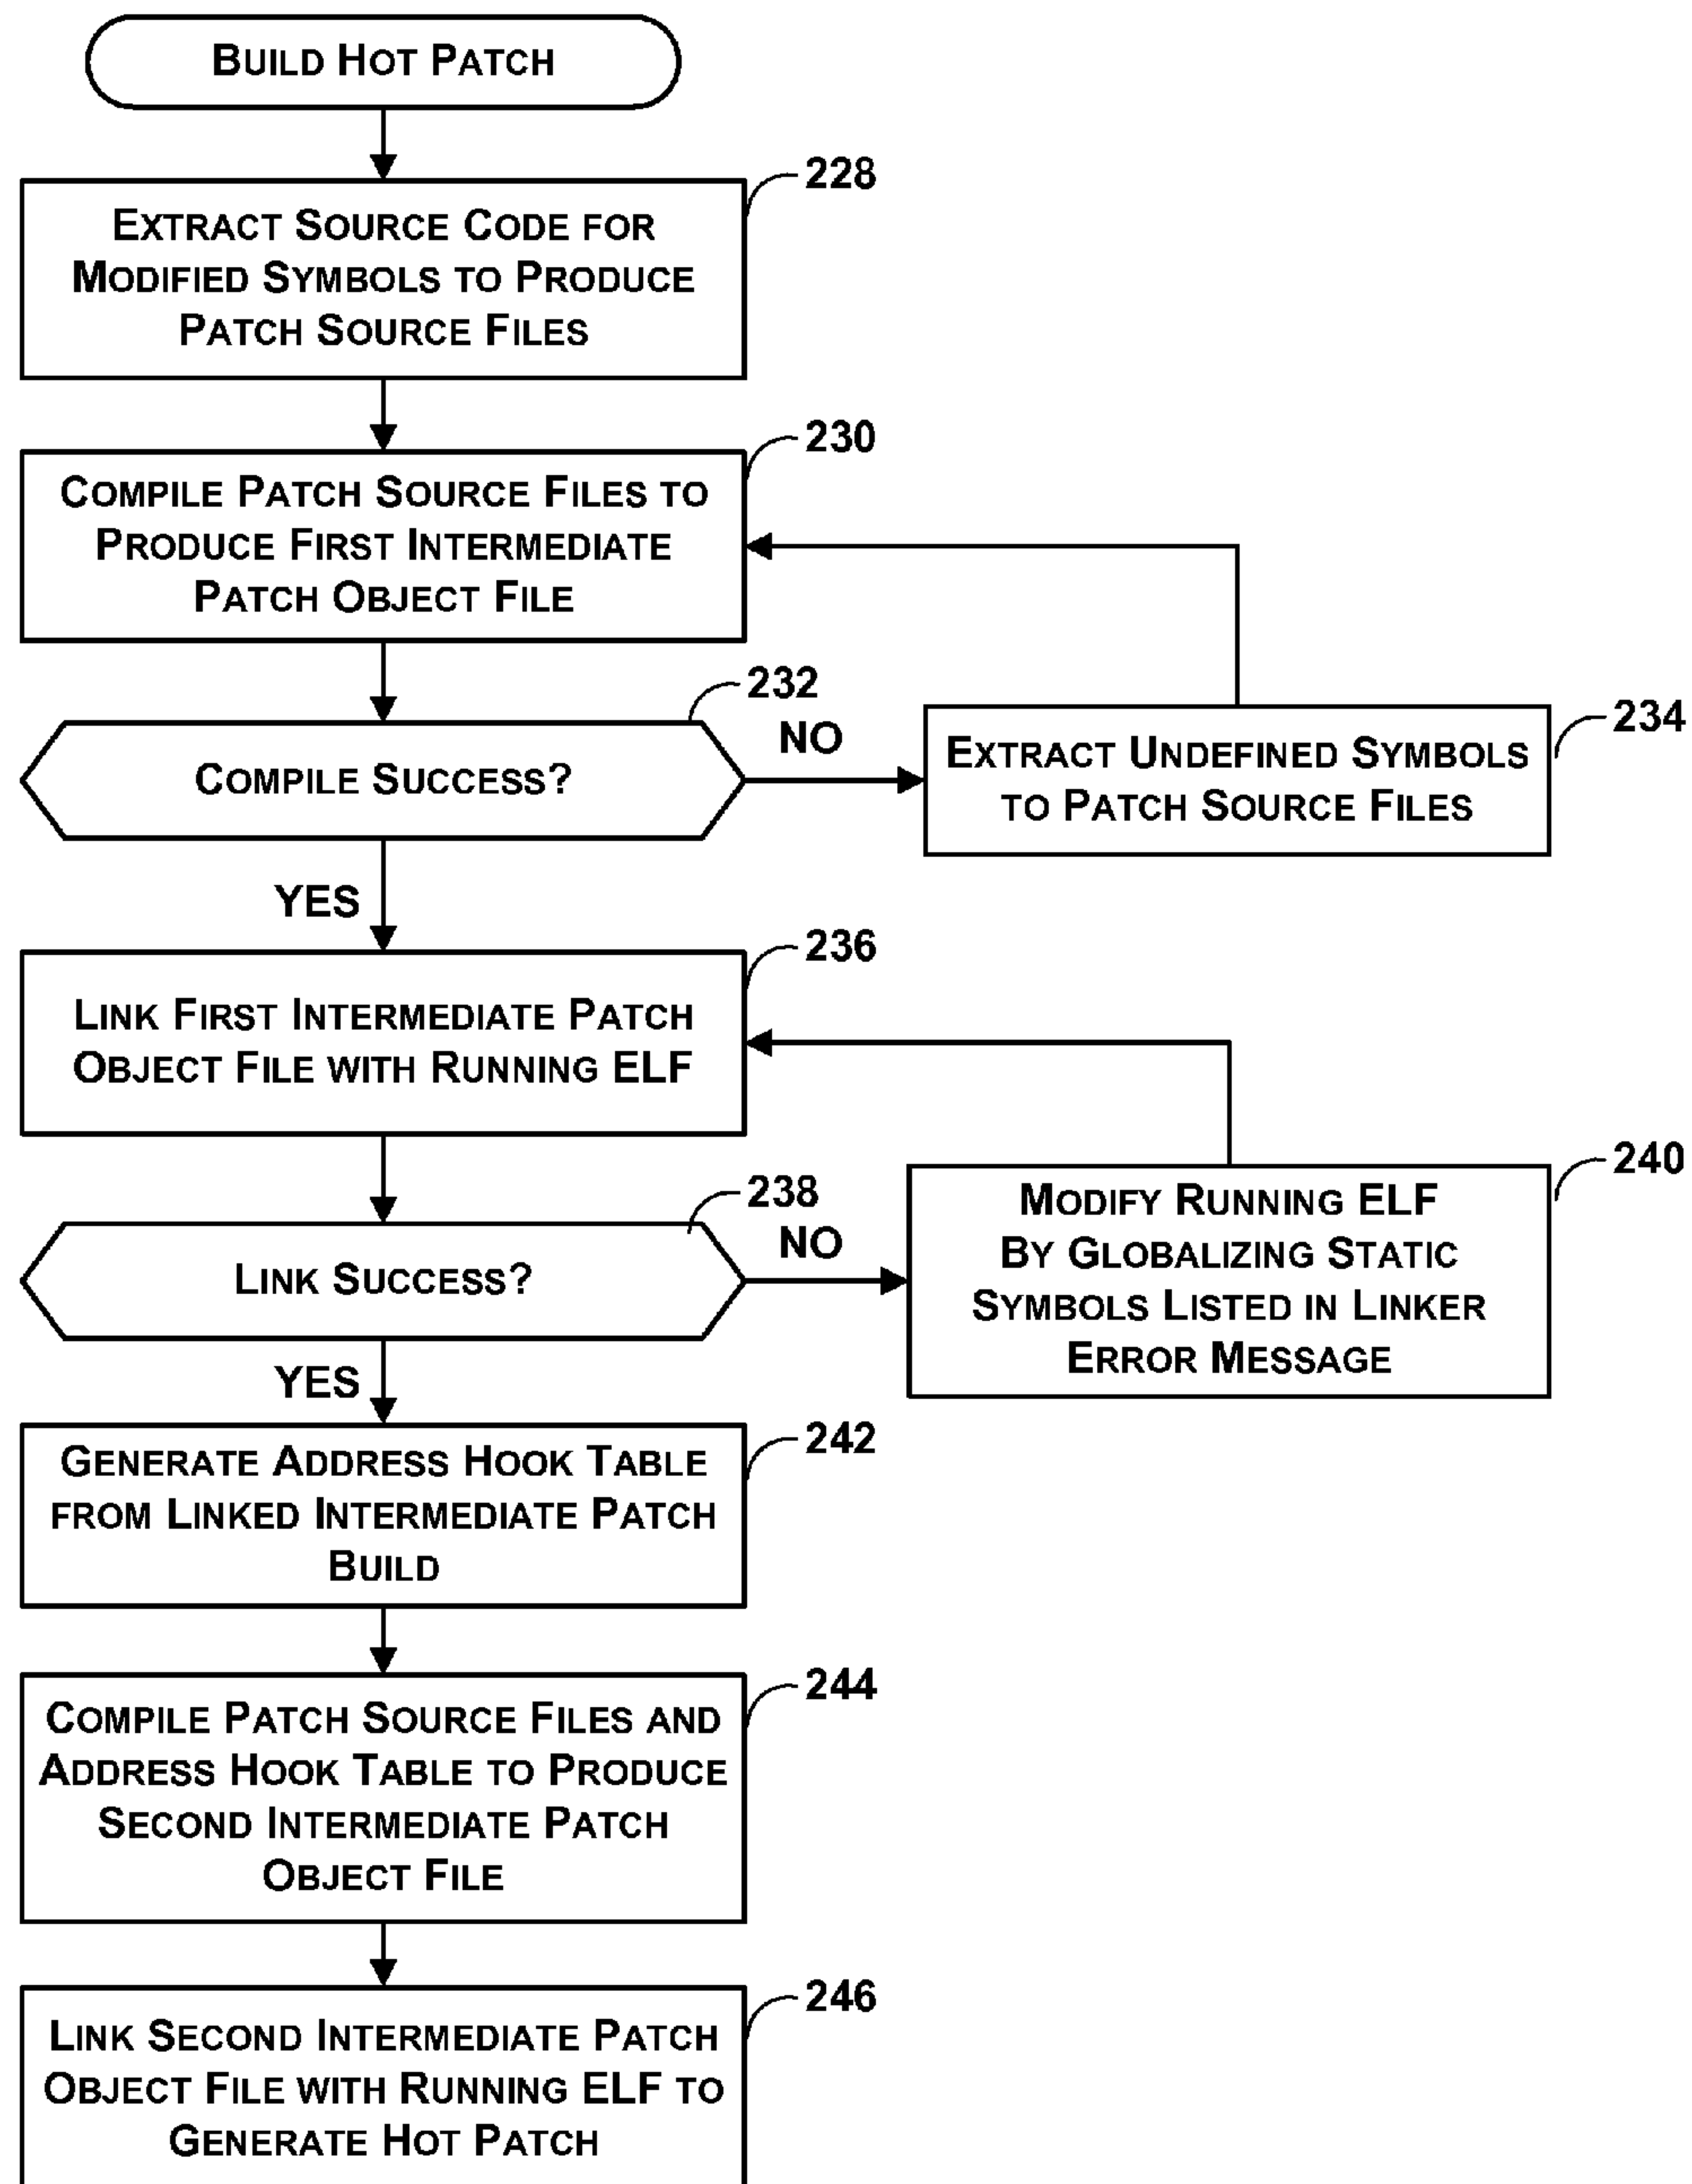 BUILD HOT PATCH
228
EXTRACT SOURCE CODE FOR
MODIFIED SYMBOLS TO PRODUCE
PATCH SOURCE FILES
230
COMPILE PATCH SOURCE FILES TO
PRODUCE FIRST INTERMEDIATE
PATCH OBJECT FILE
232
COMPILE SUCCESS?
NO
234
EXTRACT UNDEFINED SYMBOLS
TO PATCH SOURCE FILES
YES
236
LINK FIRST INTERMEDIATE PATCH
OBJECT FILE WITH RUNNING ELF
238
LINK SUCCESS?
NO
240
MODIFY RUNNING ELF
BY GLOBALIZING STATIC
SYMBOLS LISTED IN LINKER
ERROR MESSAGE
YES
242
GENERATE ADDRESS HOOK TABLE
FROM LINKED INTERMEDIATE PATCH
BUILD
244
COMPILE PATCH SOURCE FILES AND
ADDRESS HOOK TABLE TO PRODUCE
SECOND INTERMEDIATE PATCH
OBJECT FILE
246
LINK SECOND INTERMEDIATE PATCH
OBJECT FILE WITH RUNNING ELF TO
GENERATE HOT PATCH